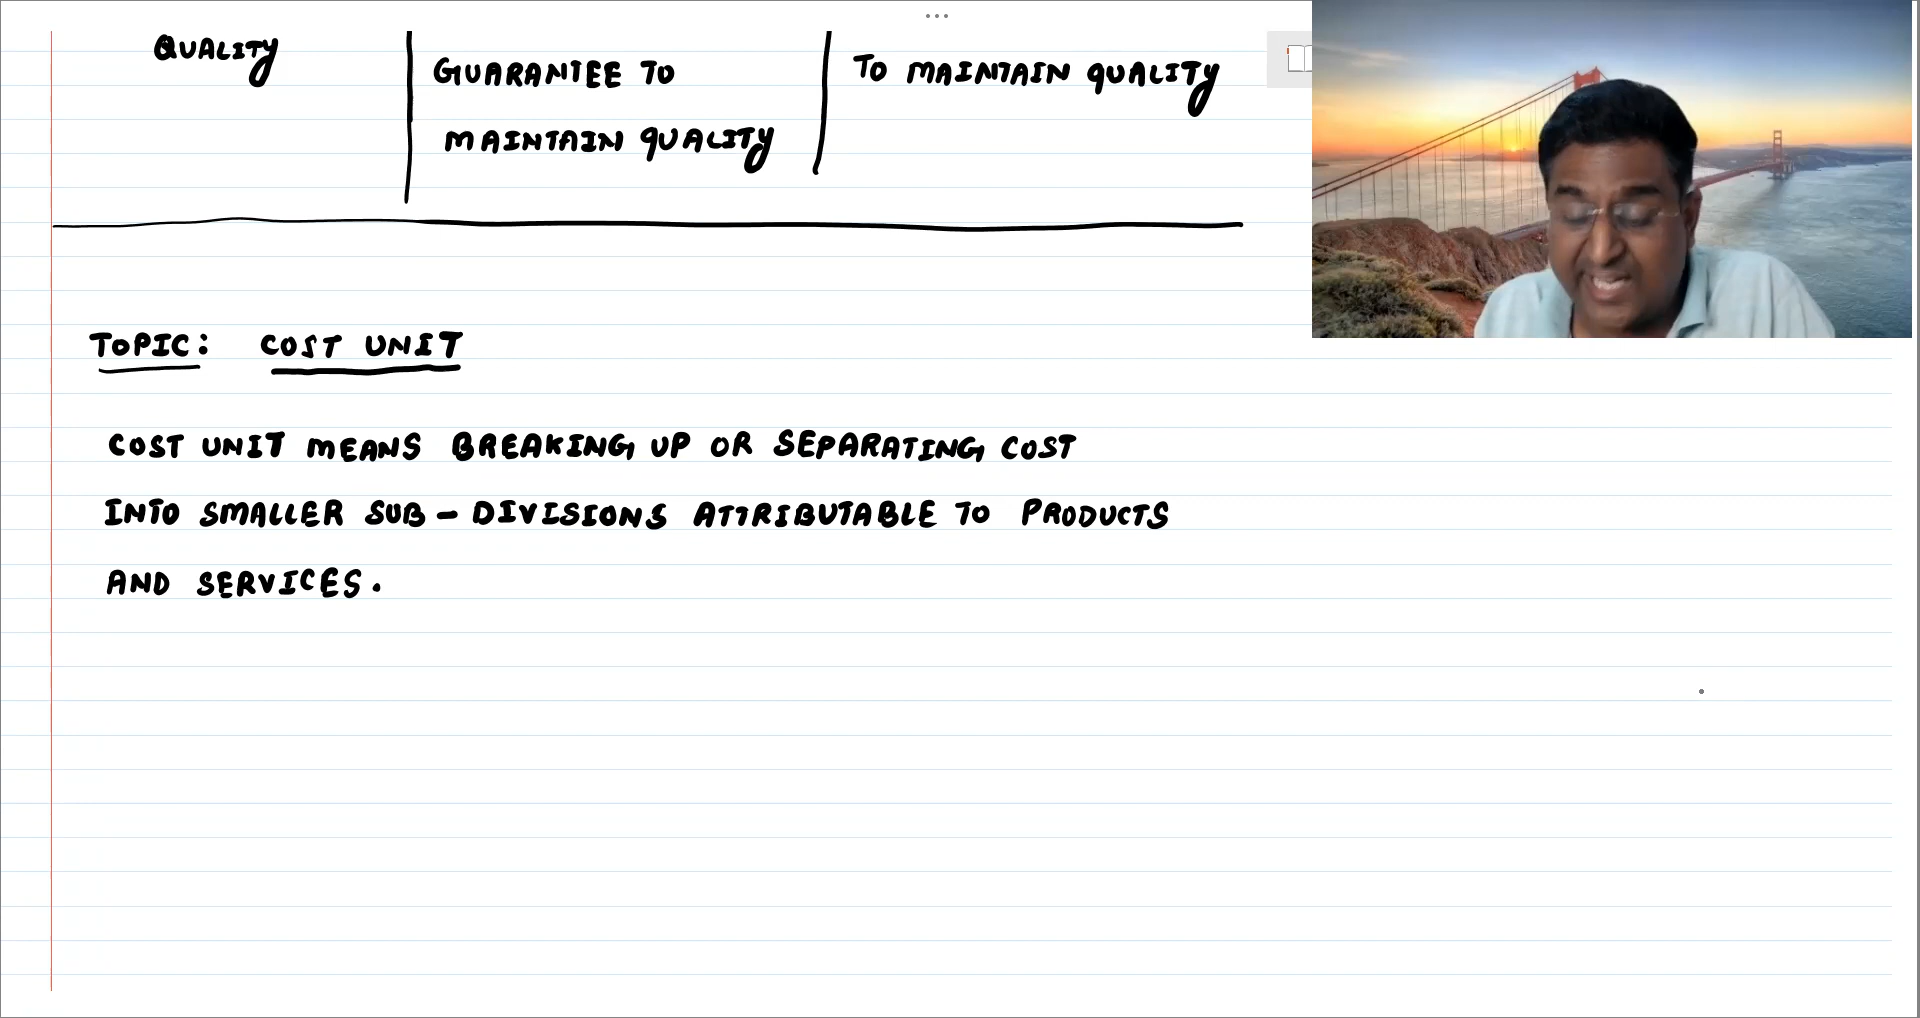 QUALITY
GUARANTEE TO
MAINTAIN QUALITY
TO MAINTAIN QUALITY
TOPIC: COST UNIT
COST UNIT MEANS BREAKING UP OR SEPARATING COST
INTO SMALLER SUB - DIVISIONS ATTRIBUTABLE TO PRODUCTS
AND SERVICES.